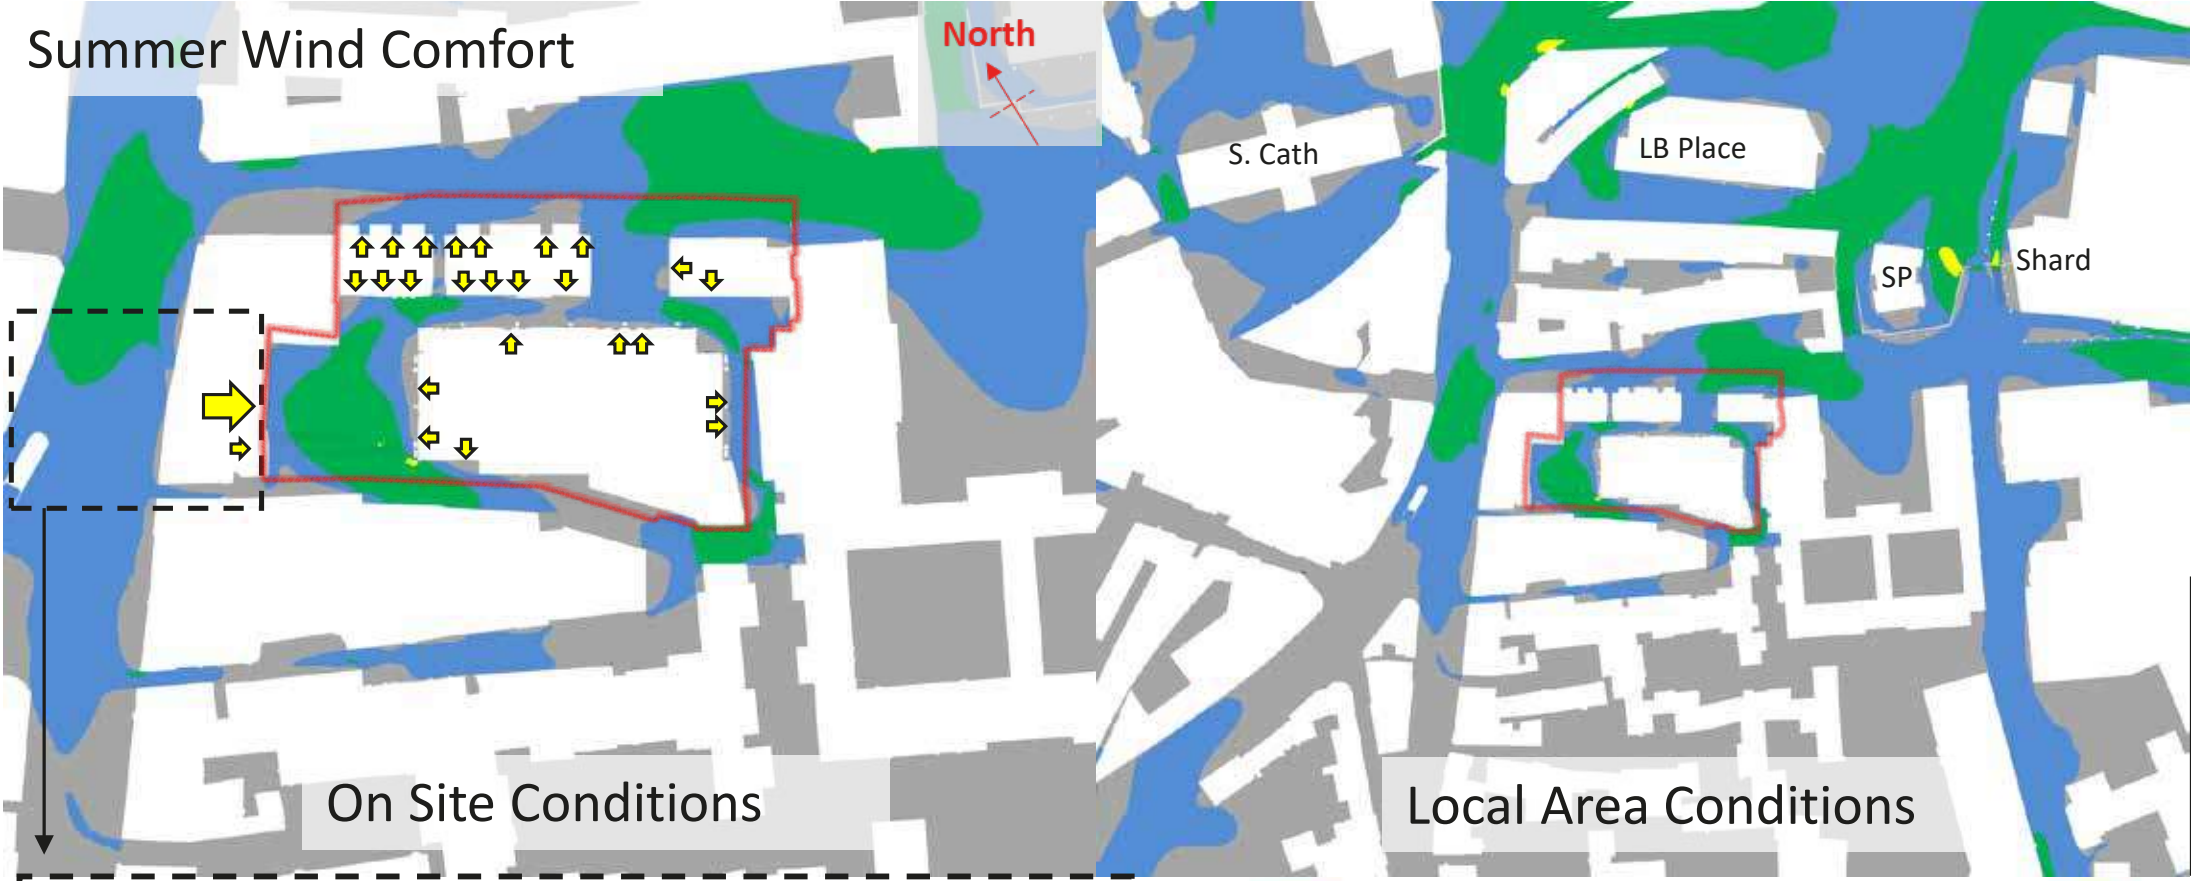 Summer Wind Comfort
North
S. Cath
LB Place
SP
Shard
On Site Conditions
Local Area Conditions